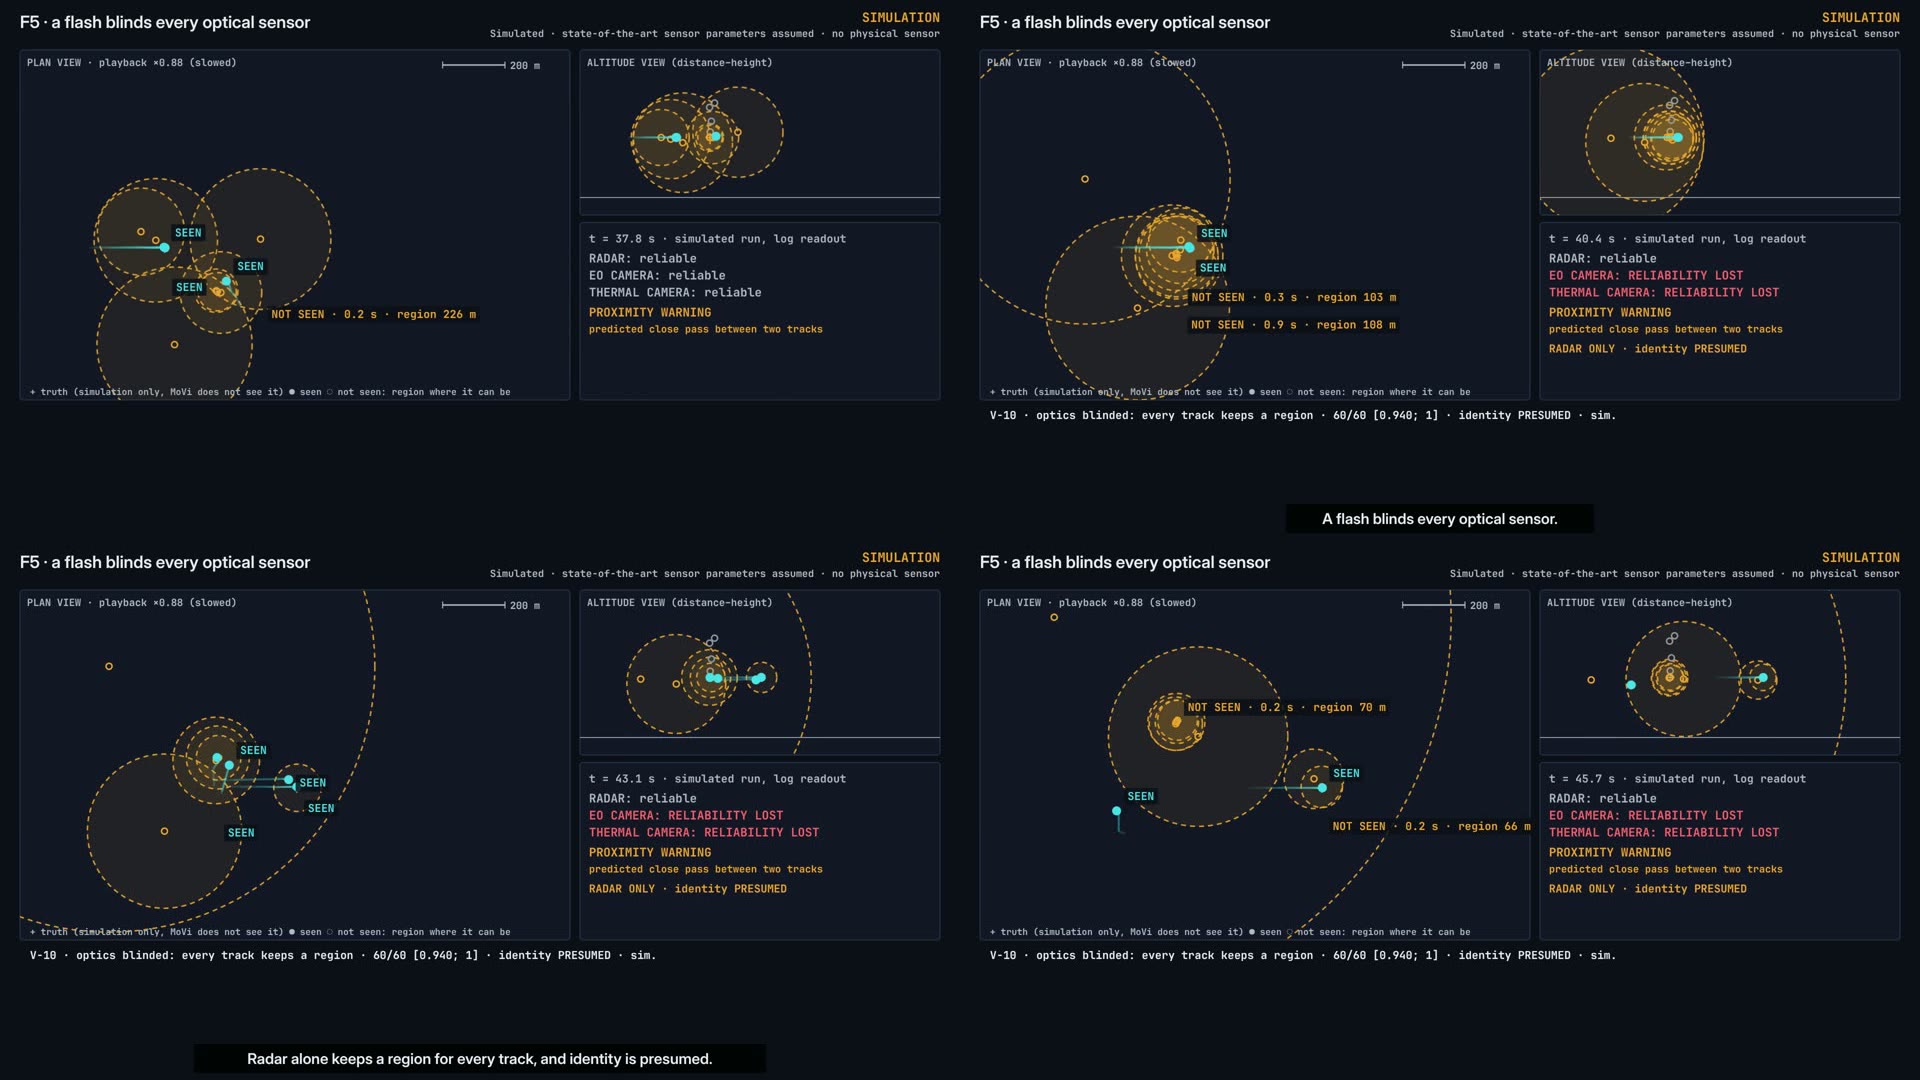 F5 · a flash blinds every optical sensor
SIMULATION
Simulated · state-of-the-art sensor parameters assumed · no physical sensor
PLAN VIEW · playback ×0.88 (slowed)
200 m
SEEN
SEEN
SEEN
NOT SEEN · 0.2 s · region 226 m
+ truth (simulation only, MoVi does not see it) ● seen ○ not seen: region where it can be
ALTITUDE VIEW (distance-height)
t = 37.8 s · simulated run, log readout
RADAR: reliable
EO CAMERA: reliable
THERMAL CAMERA: reliable
PROXIMITY WARNING
predicted close pass between two tracks
F5 · a flash blinds every optical sensor
SIMULATION
Simulated · state-of-the-art sensor parameters assumed · no physical sensor
PLAN VIEW · playback ×0.88 (slowed)
200 m
SEEN
SEEN
NOT SEEN · 0.3 s · region 103 m
NOT SEEN · 0.9 s · region 108 m
+ truth (simulation only, MoVi does not see it) ● seen ○ not seen: region where it can be
ALTITUDE VIEW (distance-height)
t = 40.4 s · simulated run, log readout
RADAR: reliable
EO CAMERA: RELIABILITY LOST
THERMAL CAMERA: RELIABILITY LOST
PROXIMITY WARNING
predicted close pass between two tracks
RADAR ONLY · identity PRESUMED
V-10 · optics blinded: every track keeps a region · 60/60 [0.940; 1] · identity PRESUMED · sim.
A flash blinds every optical sensor.
F5 · a flash blinds every optical sensor
SIMULATION
Simulated · state-of-the-art sensor parameters assumed · no physical sensor
PLAN VIEW · playback ×0.88 (slowed)
200 m
SEEN
SEEN
SEEN
SEEN
+ truth (simulation only, MoVi does not see it) ● seen ○ not seen: region where it can be
ALTITUDE VIEW (distance-height)
t = 43.1 s · simulated run, log readout
RADAR: reliable
EO CAMERA: RELIABILITY LOST
THERMAL CAMERA: RELIABILITY LOST
PROXIMITY WARNING
predicted close pass between two tracks
RADAR ONLY · identity PRESUMED
V-10 · optics blinded: every track keeps a region · 60/60 [0.940; 1] · identity PRESUMED · sim.
Radar alone keeps a region for every track, and identity is presumed.
F5 · a flash blinds every optical sensor
SIMULATION
Simulated · state-of-the-art sensor parameters assumed · no physical sensor
PLAN VIEW · playback ×0.88 (slowed)
200 m
NOT SEEN · 0.2 s · region 70 m
SEEN
SEEN
NOT SEEN · 0.2 s · region 66 m
+ truth (simulation only, MoVi does not see it) ● seen ○ not seen: region where it can be
ALTITUDE VIEW (distance-height)
t = 45.7 s · simulated run, log readout
RADAR: reliable
EO CAMERA: RELIABILITY LOST
THERMAL CAMERA: RELIABILITY LOST
PROXIMITY WARNING
predicted close pass between two tracks
RADAR ONLY · identity PRESUMED
V-10 · optics blinded: every track keeps a region · 60/60 [0.940; 1] · identity PRESUMED · sim.